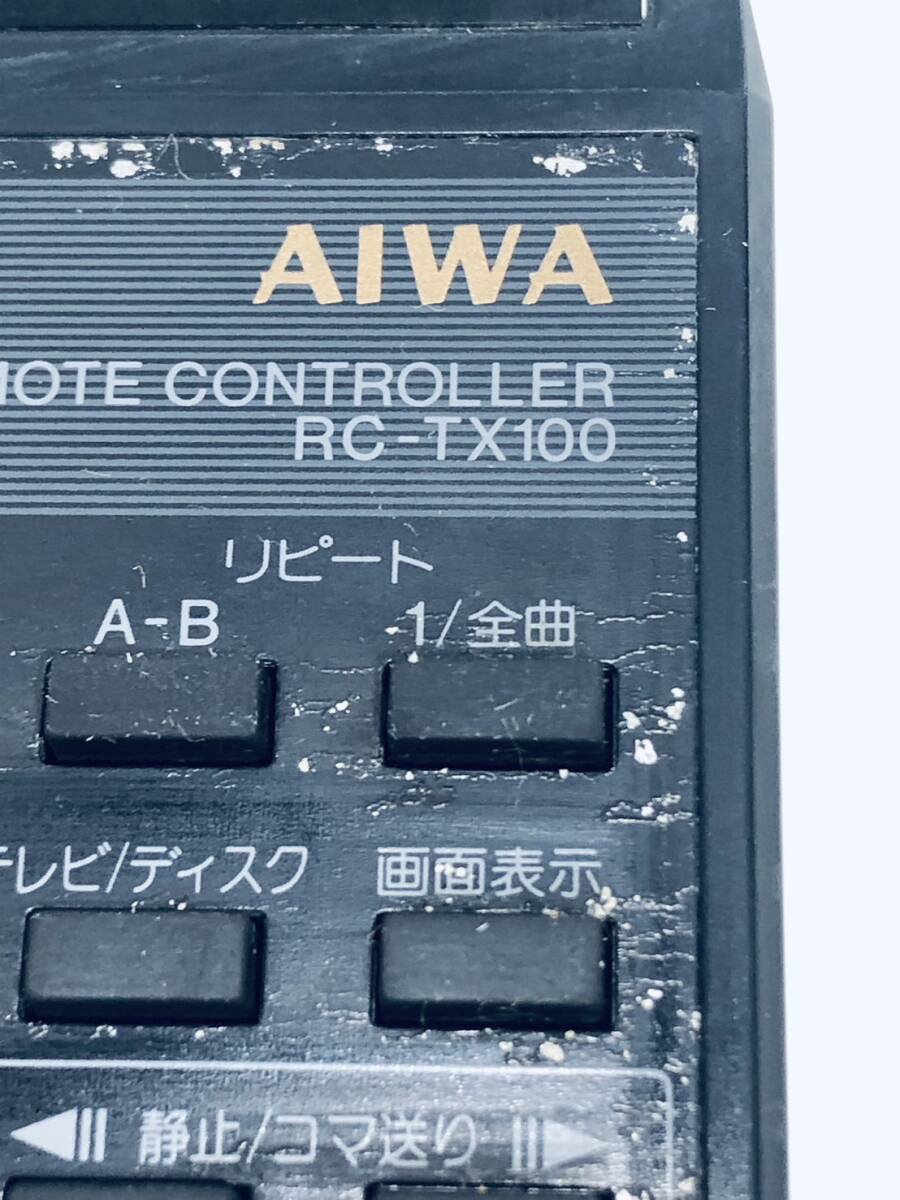 AIWA
MOTE CONTROLLER
RC-TX100
リピート
A-B 1/全曲
テレビ/ディスク 画面表示
静止/コマ送り